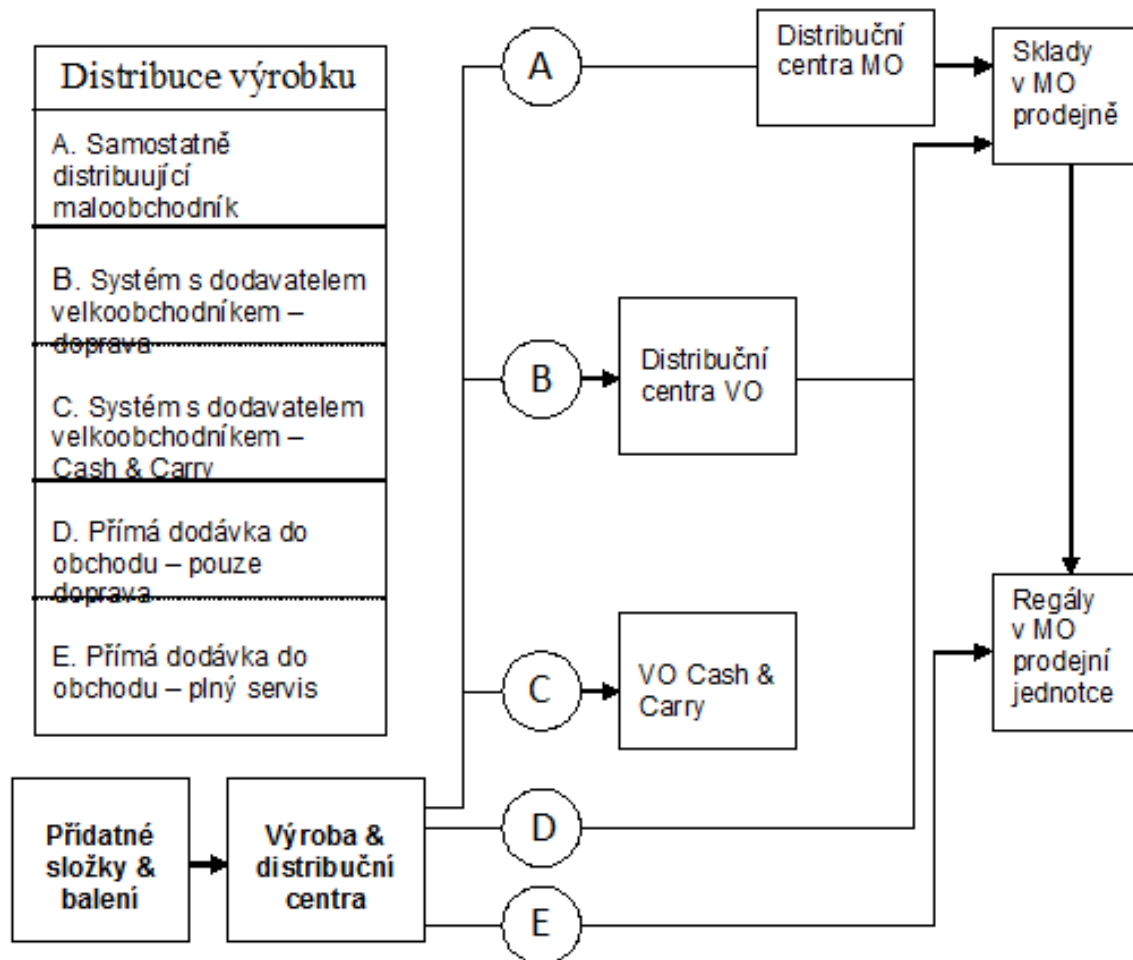 Distribuce výrobku
A. Samostatně
distribuující
maloobchodník
B. Systém s dodavatelem
velkoobchodníkem –
doprava
C. Systém s dodavatelem
velkoobchodníkem –
Cash & Carry
D. Přímá dodávka do
obchodu – pouze
doprava
E. Přímá dodávka do
obchodu – plný servis
A
Distribuční
centra MO
Sklady
v MO
prodejně
B
Distribuční
centra VO
C
VO Cash &
Carry
Regály
v MO
prodejní
jednotce
Přídatné
složky &
balení
Výroba &
distribuční
centra
D
E